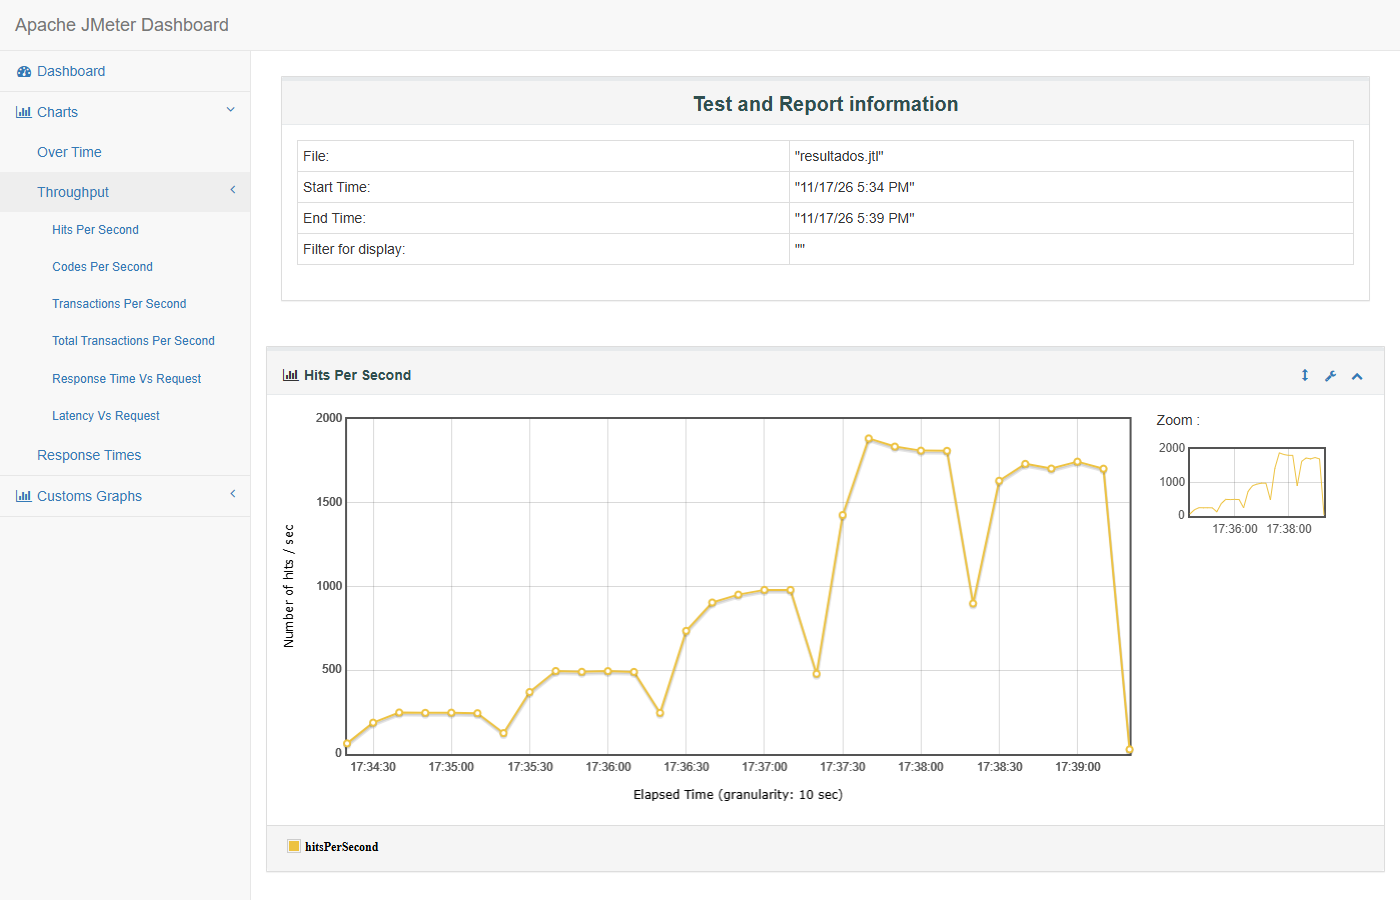 Apache JMeter Dashboard
Dashboard
Charts
Over Time
Throughput
Hits Per Second
Codes Per Second
Transactions Per Second
Total Transactions Per Second
Response Time Vs Request
Latency Vs Request
Response Times
Customs Graphs
Test and Report information
File: "resultados.jtl"
Start Time: "11/17/26 5:34 PM"
End Time: "11/17/26 5:39 PM"
Filter for display: ""
Hits Per Second
Number of hits / sec
2000
1500
1000
500
0
17:34:30 17:35:00 17:35:30 17:36:00 17:36:30 17:37:00 17:37:30 17:38:00 17:38:30 17:39:00
Elapsed Time (granularity: 10 sec)
Zoom :
2000
1000
0
17:36:00 17:38:00
hitsPerSecond